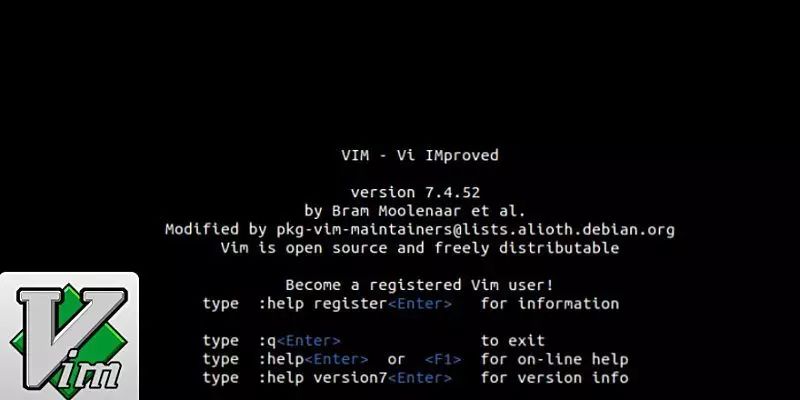 VIM - Vi IMproved
version 7.4.52
by Bram Moolenaar et al.
Modified by pkg-vim-maintainers@lists.alioth.debian.org
Vim is open source and freely distributable
Become a registered Vim user!
type :help register<Enter> for information
type :q<Enter> to exit
type :help<Enter> or <F1> for on-line help
type :help version7<Enter> for version info
Vim